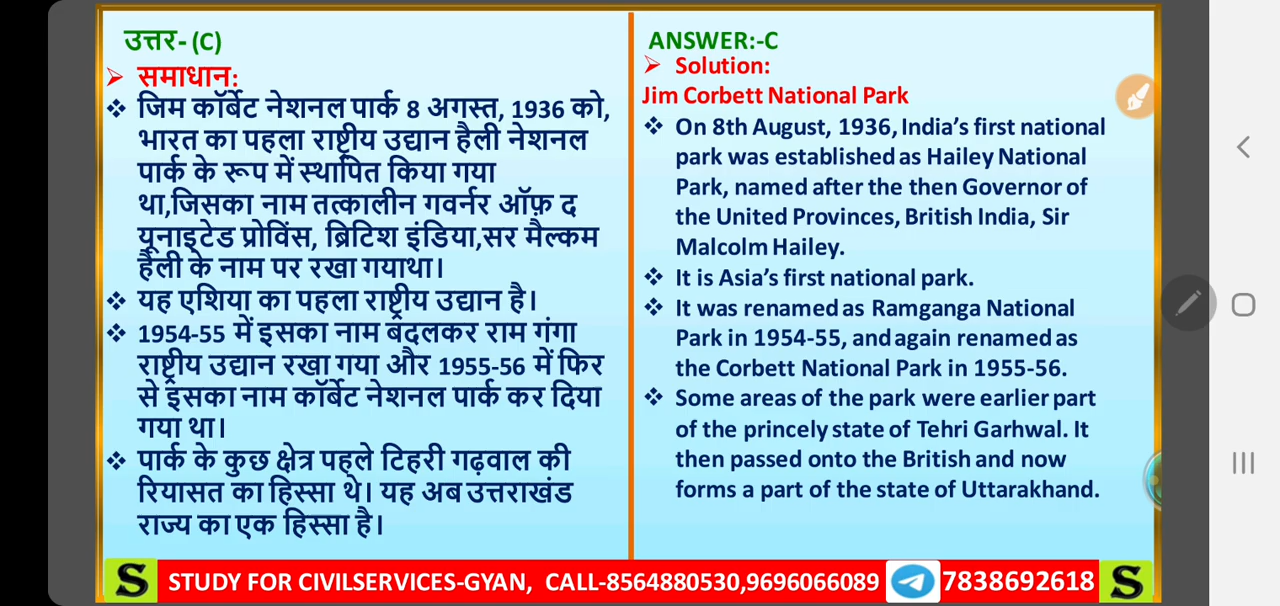 उत्तर- (C)
➢ समाधान:
❖ जिम कॉर्बेट नेशनल पार्क 8 अगस्त, 1936 को,
भारत का पहला राष्ट्रीय उद्यान हैली नेशनल
पार्क के रूप में स्थापित किया गया
था,जिसका नाम तत्कालीन गवर्नर ऑफ़ द
यूनाइटेड प्रोविंस, ब्रिटिश इंडिया,सर मैल्कम
हैली के नाम पर रखा गयाथा।
❖ यह एशिया का पहला राष्ट्रीय उद्यान है।
❖ 1954-55 में इसका नाम बदलकर राम गंगा
राष्ट्रीय उद्यान रखा गया और 1955-56 में फिर
से इसका नाम कॉर्बेट नेशनल पार्क कर दिया
गया था।
❖ पार्क के कुछ क्षेत्र पहले टिहरी गढ़वाल की
रियासत का हिस्सा थे। यह अब उत्तराखंड
राज्य का एक हिस्सा है।
ANSWER:-C
➢ Solution:
Jim Corbett National Park
❖ On 8th August, 1936, India's first national
park was established as Hailey National
Park, named after the then Governor of
the United Provinces, British India, Sir
Malcolm Hailey.
❖ It is Asia's first national park.
❖ It was renamed as Ramganga National
Park in 1954-55, and again renamed as
the Corbett National Park in 1955-56.
❖ Some areas of the park were earlier part
of the princely state of Tehri Garhwal. It
then passed onto the British and now
forms a part of the state of Uttarakhand.
S STUDY FOR CIVILSERVICES-GYAN, CALL-8564880530,9696066089 7838692618 S